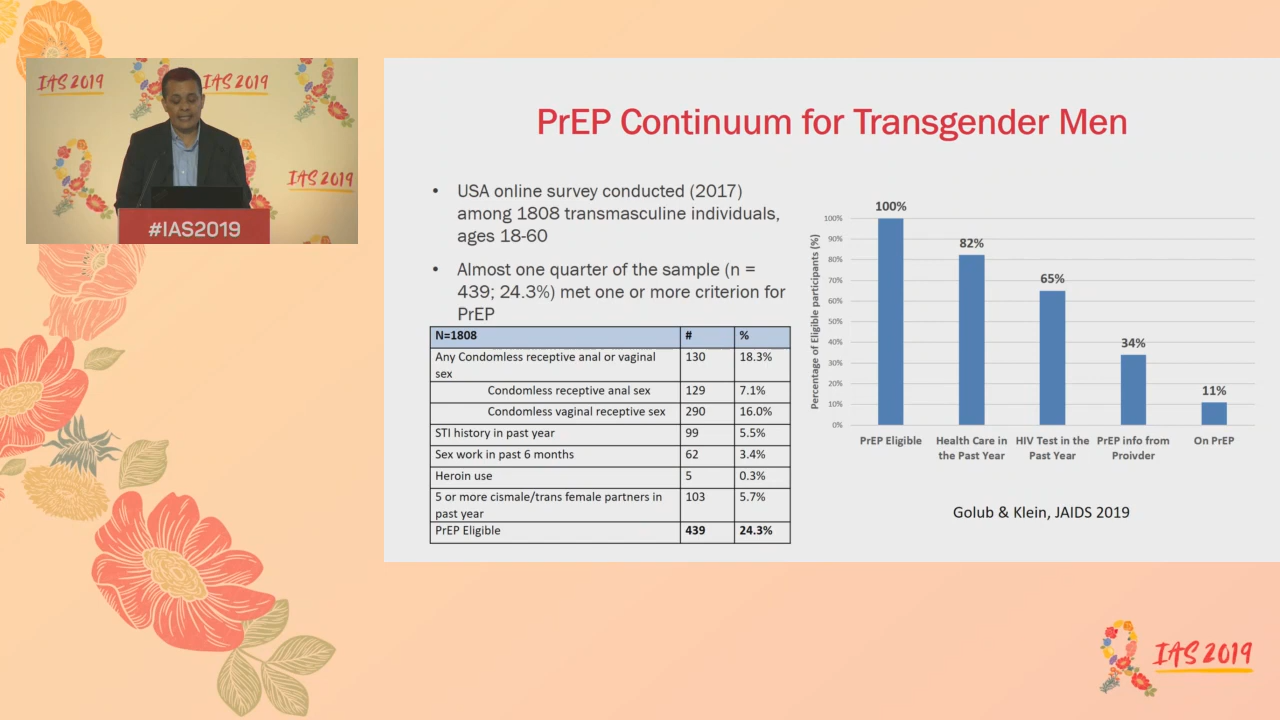 IAS 2019
IAS 2019
IAS 2019
#IAS2019
PrEP Continuum for Transgender Men
• USA online survey conducted (2017)
among 1808 transmasculine individuals,
ages 18-60
• Almost one quarter of the sample (n =
439; 24.3%) met one or more criterion for
PrEP
N=1808 # %
Any Condomless receptive anal or vaginal
sex 130 18.3%
Condomless receptive anal sex 129 7.1%
Condomless vaginal receptive sex 290 16.0%
STI history in past year 99 5.5%
Sex work in past 6 months 62 3.4%
Heroin use 5 0.3%
5 or more cismale/trans female partners in
past year 103 5.7%
PrEP Eligible 439 24.3%
Percentage of Eligible participants (%)
100%
90%
80%
70%
60%
50%
40%
30%
20%
10%
0%
100%
82%
65%
34%
11%
PrEP Eligible Health Care in HIV Test in the PrEP info from On PrEP
the Past Year Past Year Proivder
Golub & Klein, JAIDS 2019
IAS 2019